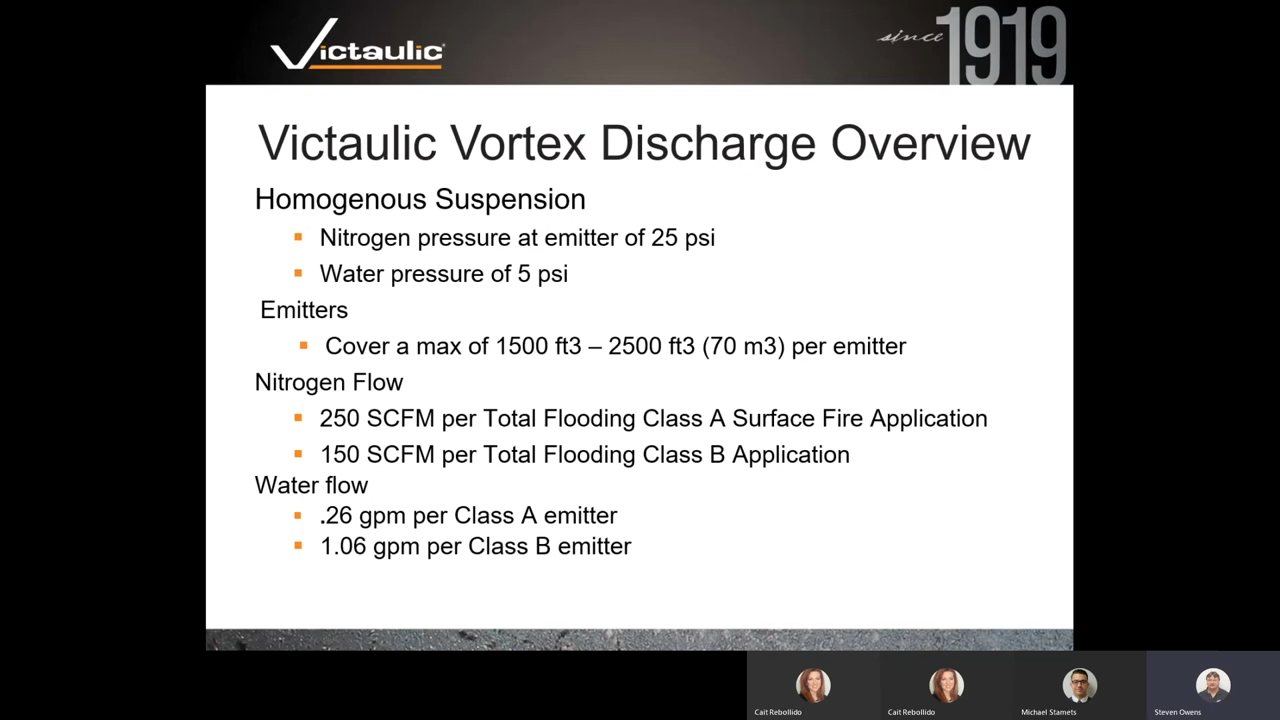 Victaulic
since 1919
Victaulic Vortex Discharge Overview
Homogenous Suspension
Nitrogen pressure at emitter of 25 psi
Water pressure of 5 psi
Emitters
Cover a max of 1500 ft3 – 2500 ft3 (70 m3) per emitter
Nitrogen Flow
250 SCFM per Total Flooding Class A Surface Fire Application
150 SCFM per Total Flooding Class B Application
Water flow
.26 gpm per Class A emitter
1.06 gpm per Class B emitter
Cait Rebollido
Cait Rebollido
Michael Stamets
Steven Owens